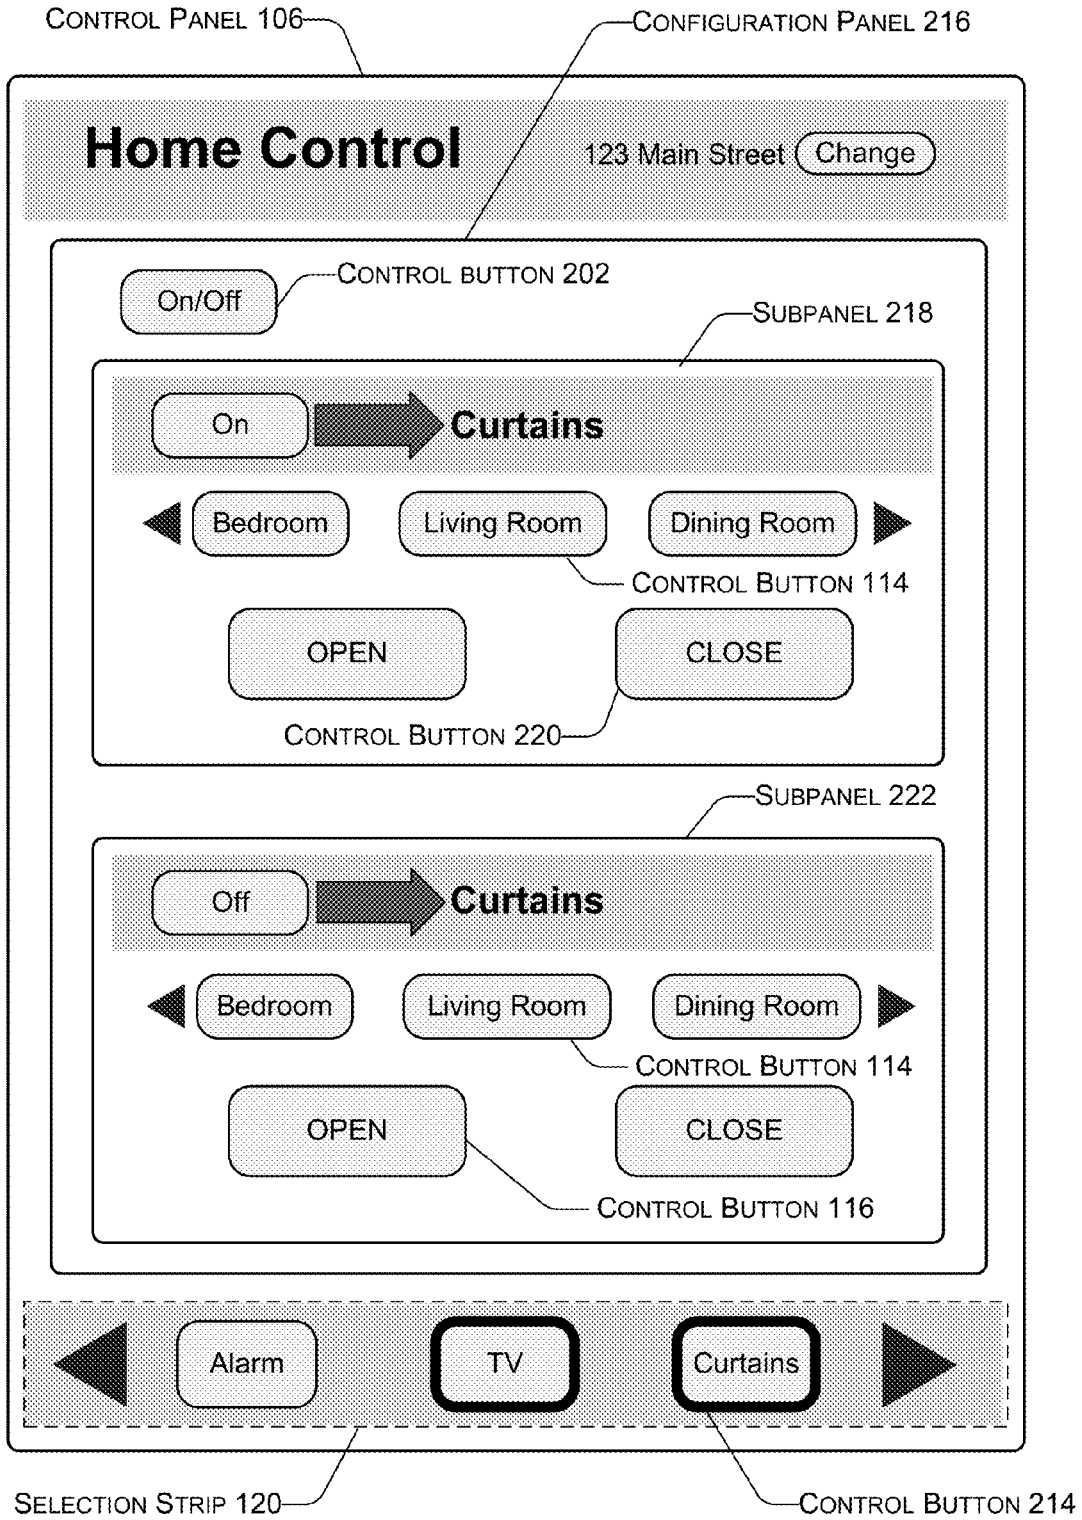 CONTROL PANEL 106
CONFIGURATION PANEL 216
Home Control
123 Main Street Change
CONTROL BUTTON 202
On/Off
SUBPANEL 218
On Curtains
Bedroom Living Room Dining Room
CONTROL BUTTON 114
OPEN CLOSE
CONTROL BUTTON 220
SUBPANEL 222
Off Curtains
Bedroom Living Room Dining Room
CONTROL BUTTON 114
OPEN CLOSE
CONTROL BUTTON 116
Alarm TV Curtains
SELECTION STRIP 120
CONTROL BUTTON 214